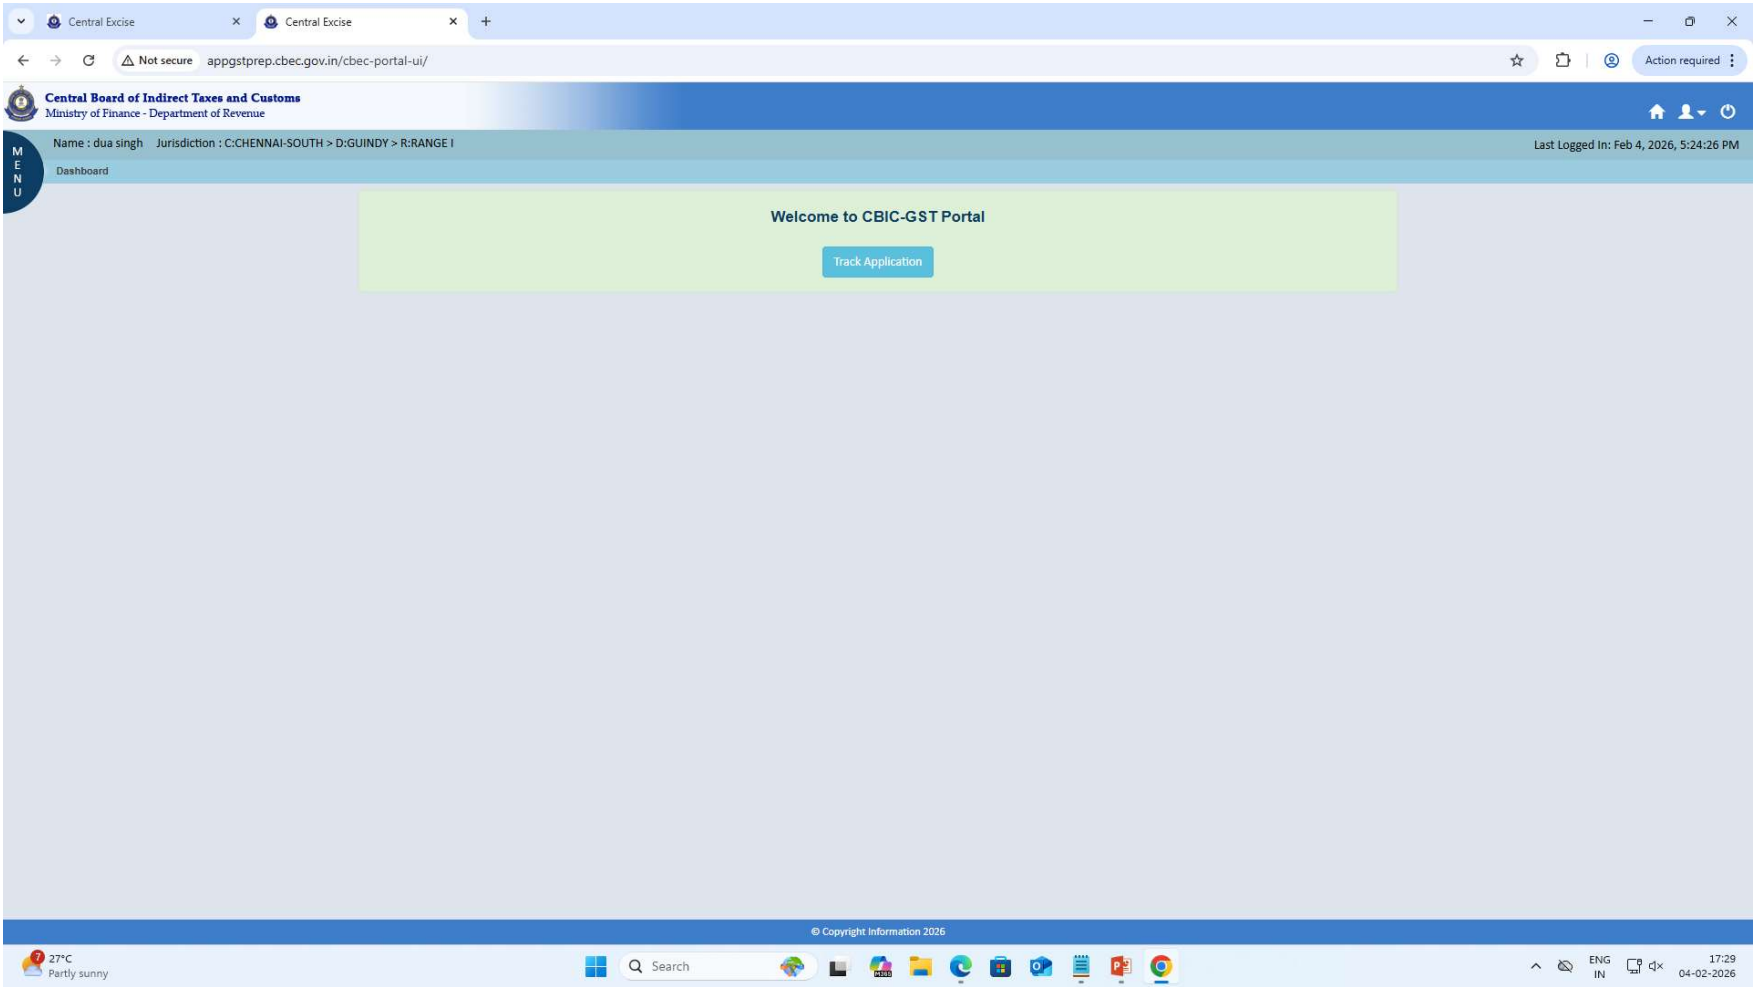 Central Excise
Central Excise
Not secure appgstprep.cbec.gov.in/cbec-portal-ui/
Action required
Central Board of Indirect Taxes and Customs
Ministry of Finance - Department of Revenue
MENU
Name : dua singh Jurisdiction : C:CHENNAI-SOUTH > D:GUINDY > R:RANGE I
Last Logged In: Feb 4, 2026, 5:24:26 PM
Dashboard
Welcome to CBIC-GST Portal
Track Application
© Copyright Information 2026
7
27°C
Partly sunny
Search
M365
ENG
IN
17:29
04-02-2026